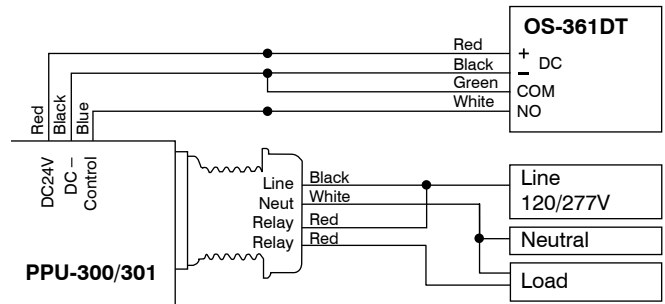 OS-361DT
Red
+
Black
– DC
Green
COM
White
NO
Red
Black
Blue
DC24V
DC –
Control
Line
Black
Neut
White
Relay
Red
Relay
Red
Line
120/277V
Neutral
Load
PPU-300/301